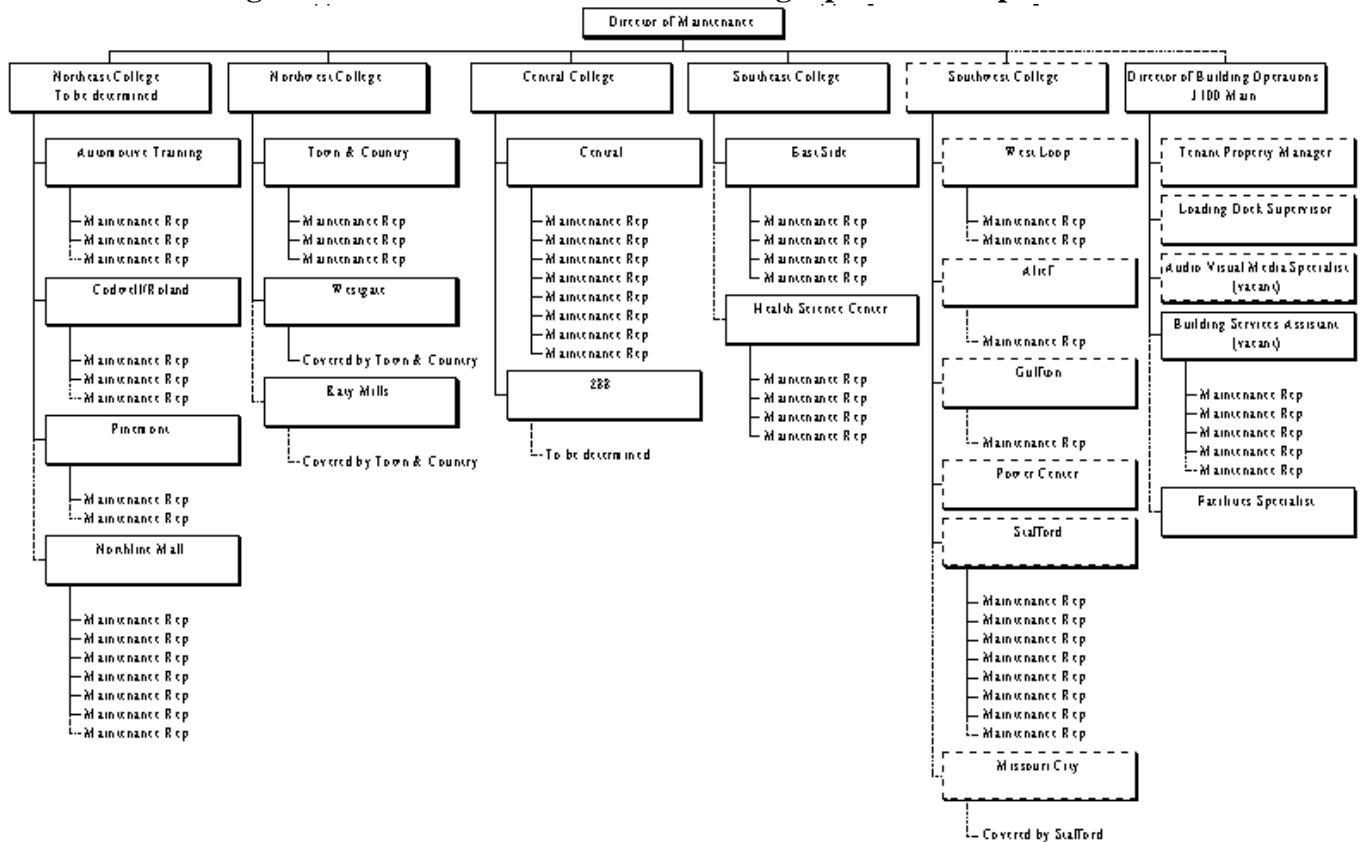 Director of Maintenance
Northeast College
To be determined
Automotive Training
Maintenance Rep
Maintenance Rep
Maintenance Rep
Codwell/Roland
Maintenance Rep
Maintenance Rep
Maintenance Rep
Pinemont
Maintenance Rep
Maintenance Rep
Northline Mall
Maintenance Rep
Maintenance Rep
Maintenance Rep
Maintenance Rep
Maintenance Rep
Maintenance Rep
Maintenance Rep
Northwest College
Town & Country
Maintenance Rep
Maintenance Rep
Maintenance Rep
Westgate
Covered by Town & Country
Katy Mills
Covered by Town & Country
Central College
Central
Maintenance Rep
Maintenance Rep
Maintenance Rep
Maintenance Rep
Maintenance Rep
Maintenance Rep
Maintenance Rep
Maintenance Rep
288
To be determined
Southeast College
East Side
Maintenance Rep
Maintenance Rep
Maintenance Rep
Maintenance Rep
Health Science Center
Maintenance Rep
Maintenance Rep
Maintenance Rep
Maintenance Rep
Southwest College
West Loop
Maintenance Rep
Maintenance Rep
Alief
Maintenance Rep
Gulfton
Maintenance Rep
Power Center
Stafford
Maintenance Rep
Maintenance Rep
Maintenance Rep
Maintenance Rep
Maintenance Rep
Maintenance Rep
Maintenance Rep
Maintenance Rep
Missouri City
Covered by Stafford
Director of Building Operations
3100 Main
Tenant Property Manager
Loading Dock Supervisor
Audio Visual Media Specialist
(vacant)
Building Services Assistant
(vacant)
Maintenance Rep
Maintenance Rep
Maintenance Rep
Maintenance Rep
Maintenance Rep
Facilities Specialist